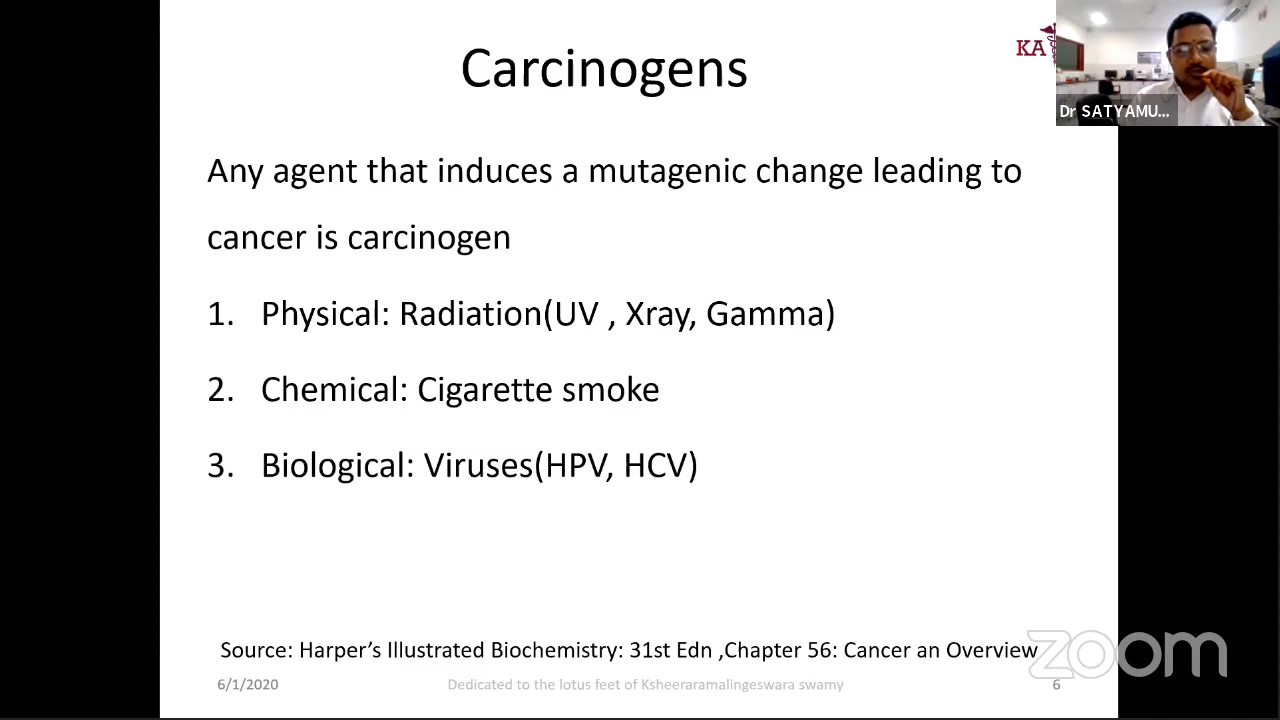 Carcinogens
KA
Dr SATYAMU...
Any agent that induces a mutagenic change leading to
cancer is carcinogen
1. Physical: Radiation(UV , Xray, Gamma)
2. Chemical: Cigarette smoke
3. Biological: Viruses(HPV, HCV)
Source: Harper's Illustrated Biochemistry: 31st Edn ,Chapter 56: Cancer an Overview
zoom
6/1/2020 Dedicated to the lotus feet of Ksheeraramalingeswara swamy 6